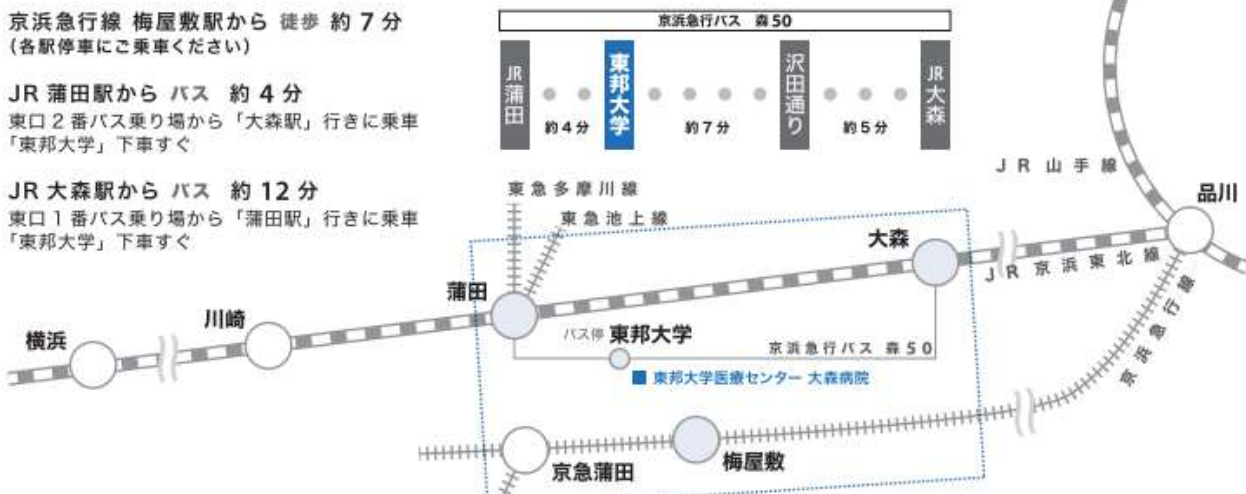 京浜急行線 梅屋敷駅から 徒歩 約7分
(各駅停車にご乗車ください)
JR 蒲田駅から バス 約4分
東口2番バス乗り場から「大森駅」行きに乗車
「東邦大学」下車すぐ
JR 大森駅から バス 約12分
東口1番バス乗り場から「蒲田駅」行きに乗車
「東邦大学」下車すぐ
京浜急行バス 森50
JR蒲田
東邦大学
沢田通り
JR大森
約4分
約7分
約5分
東急多摩川線
東急池上線
JR山手線
品川
大森
JR京浜東北線
蒲田
川崎
横浜
バス停 東邦大学
京浜急行バス 森50
東邦大学医療センター 大森病院
京浜急行線
京急蒲田
梅屋敷